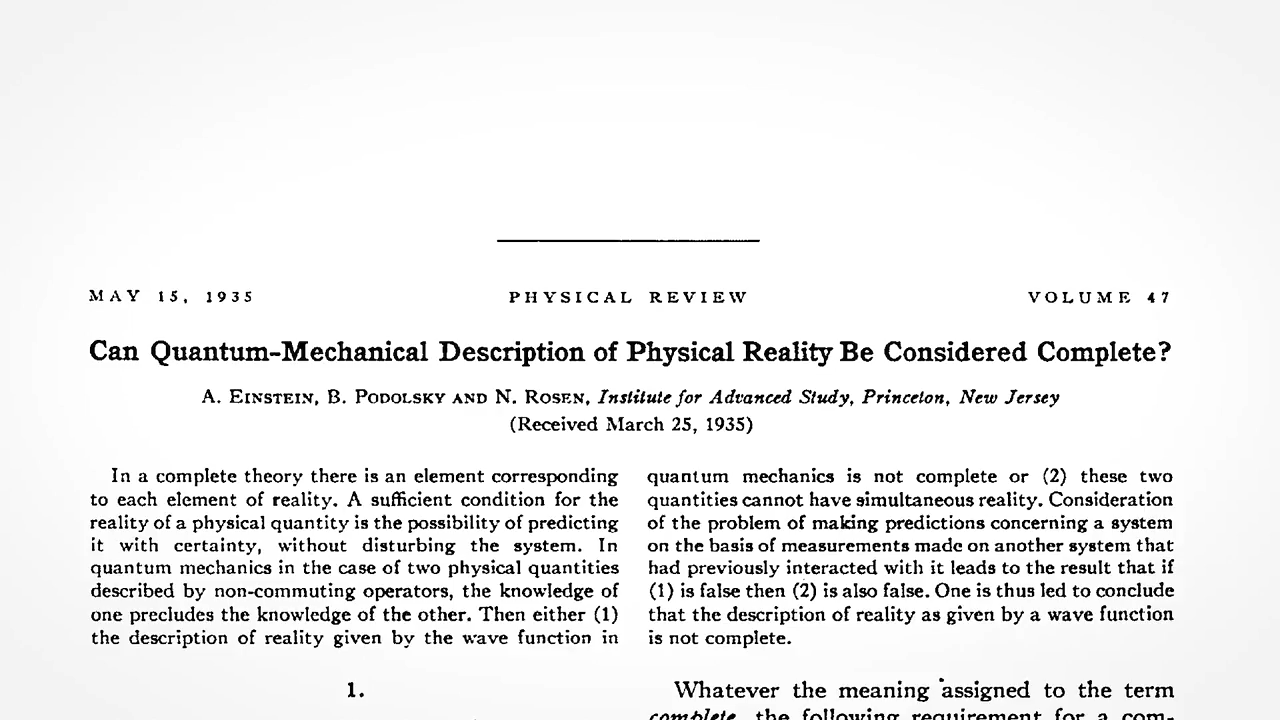 MAY 15, 1935
PHYSICAL REVIEW
VOLUME 47
Can Quantum-Mechanical Description of Physical Reality Be Considered Complete?
A. EINSTEIN, B. PODOLSKY AND N. ROSEN, Institute for Advanced Study, Princeton, New Jersey
(Received March 25, 1935)
In a complete theory there is an element corresponding
to each element of reality. A sufficient condition for the
reality of a physical quantity is the possibility of predicting
it with certainty, without disturbing the system. In
quantum mechanics in the case of two physical quantities
described by non-commuting operators, the knowledge of
one precludes the knowledge of the other. Then either (1)
the description of reality given by the wave function in
quantum mechanics is not complete or (2) these two
quantities cannot have simultaneous reality. Consideration
of the problem of making predictions concerning a system
on the basis of measurements made on another system that
had previously interacted with it leads to the result that if
(1) is false then (2) is also false. One is thus led to conclude
that the description of reality as given by a wave function
is not complete.
1.
Whatever the meaning assigned to the term
complete, the following requirement for a com-